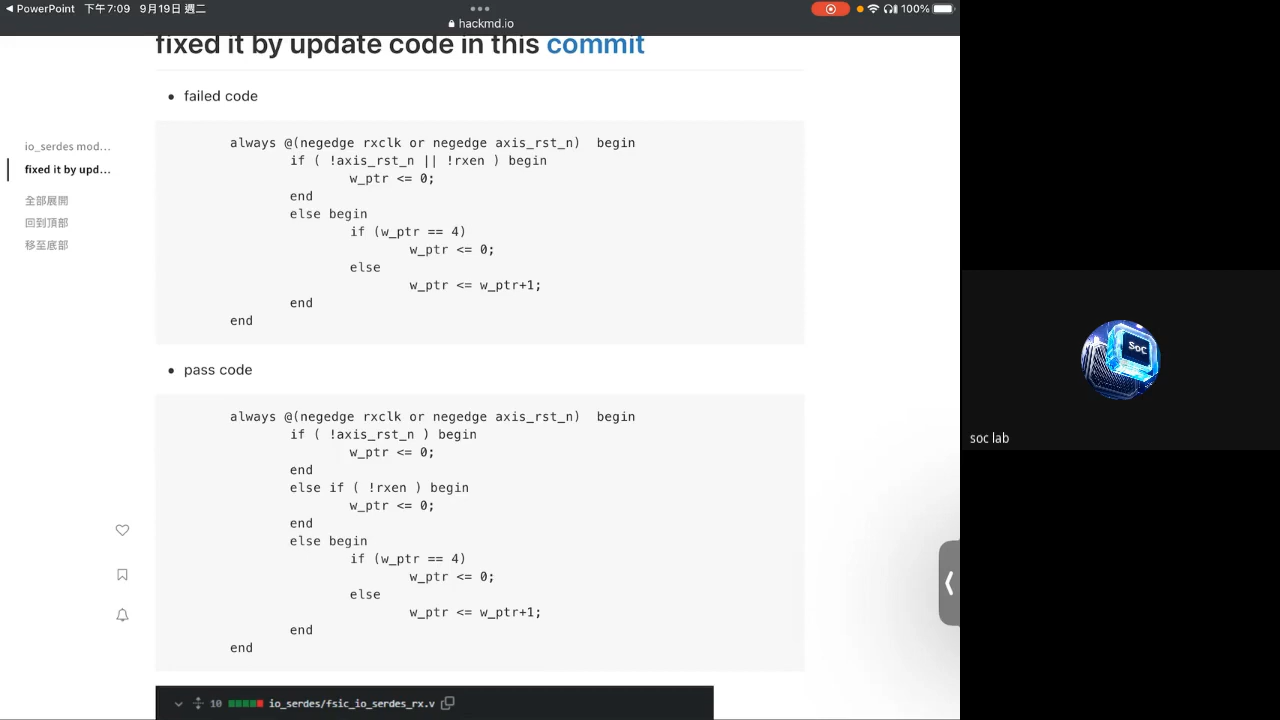 PowerPoint 下午7:09 9月19日 週二
100%
hackmd.io
fixed it by update code in this commit
failed code
always @(negedge rxclk or negedge axis_rst_n) begin
if ( !axis_rst_n || !rxen ) begin
w_ptr <= 0;
end
else begin
if (w_ptr == 4)
w_ptr <= 0;
else
w_ptr <= w_ptr+1;
end
end
io_serdes mod...
fixed it by upd...
全部展開
回到頂部
移至底部
pass code
always @(negedge rxclk or negedge axis_rst_n) begin
if ( !axis_rst_n ) begin
w_ptr <= 0;
end
else if ( !rxen ) begin
w_ptr <= 0;
end
else begin
if (w_ptr == 4)
w_ptr <= 0;
else
w_ptr <= w_ptr+1;
end
end
10 io_serdes/fsic_io_serdes_rx.v
SoC
soc lab